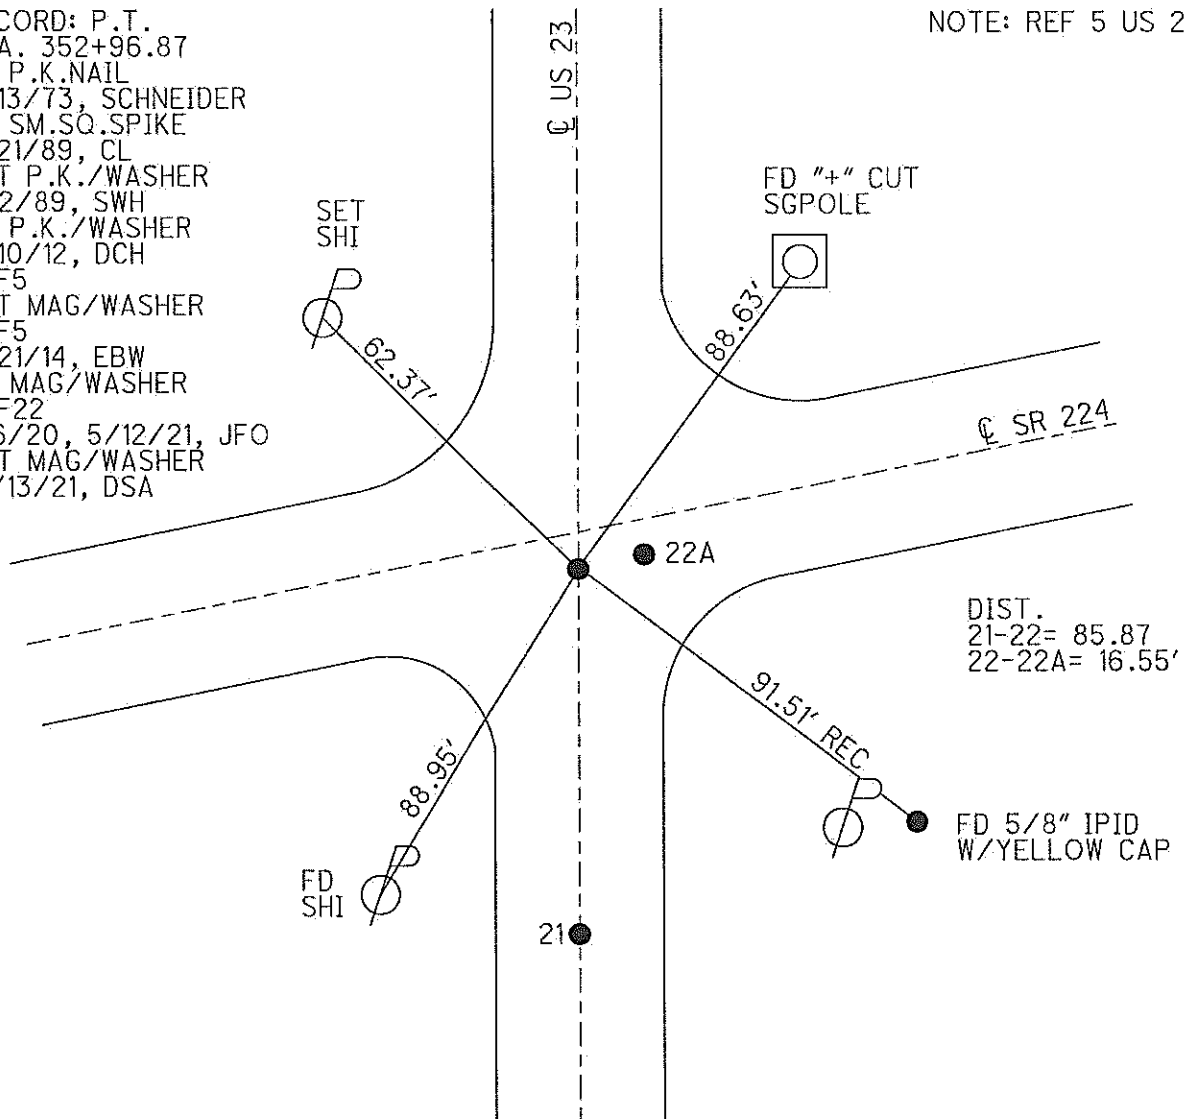 CORD: P.T.
A. 352+96.87
P.K.NAIL
13/73, SCHNEIDER
SM.SQ.SPIKE
21/89, CL
T P.K./WASHER
2/89, SWH
P.K./WASHER
10/12, DCH
F5
T MAG/WASHER
F5
21/14, EBW
MAG/WASHER
F22
6/20, 5/12/21, JFO
T MAG/WASHER
/13/21, DSA
NOTE: REF 5 US 2
℄ US 23
FD "+" CUT
SGPOLE
SET
SHI
62.37'
88.63'
℄ SR 224
22A
DIST.
21-22= 85.87
22-22A= 16.55'
91.51' REC
88.95'
FD 5/8" IPID
W/YELLOW CAP
FD
SHI
21